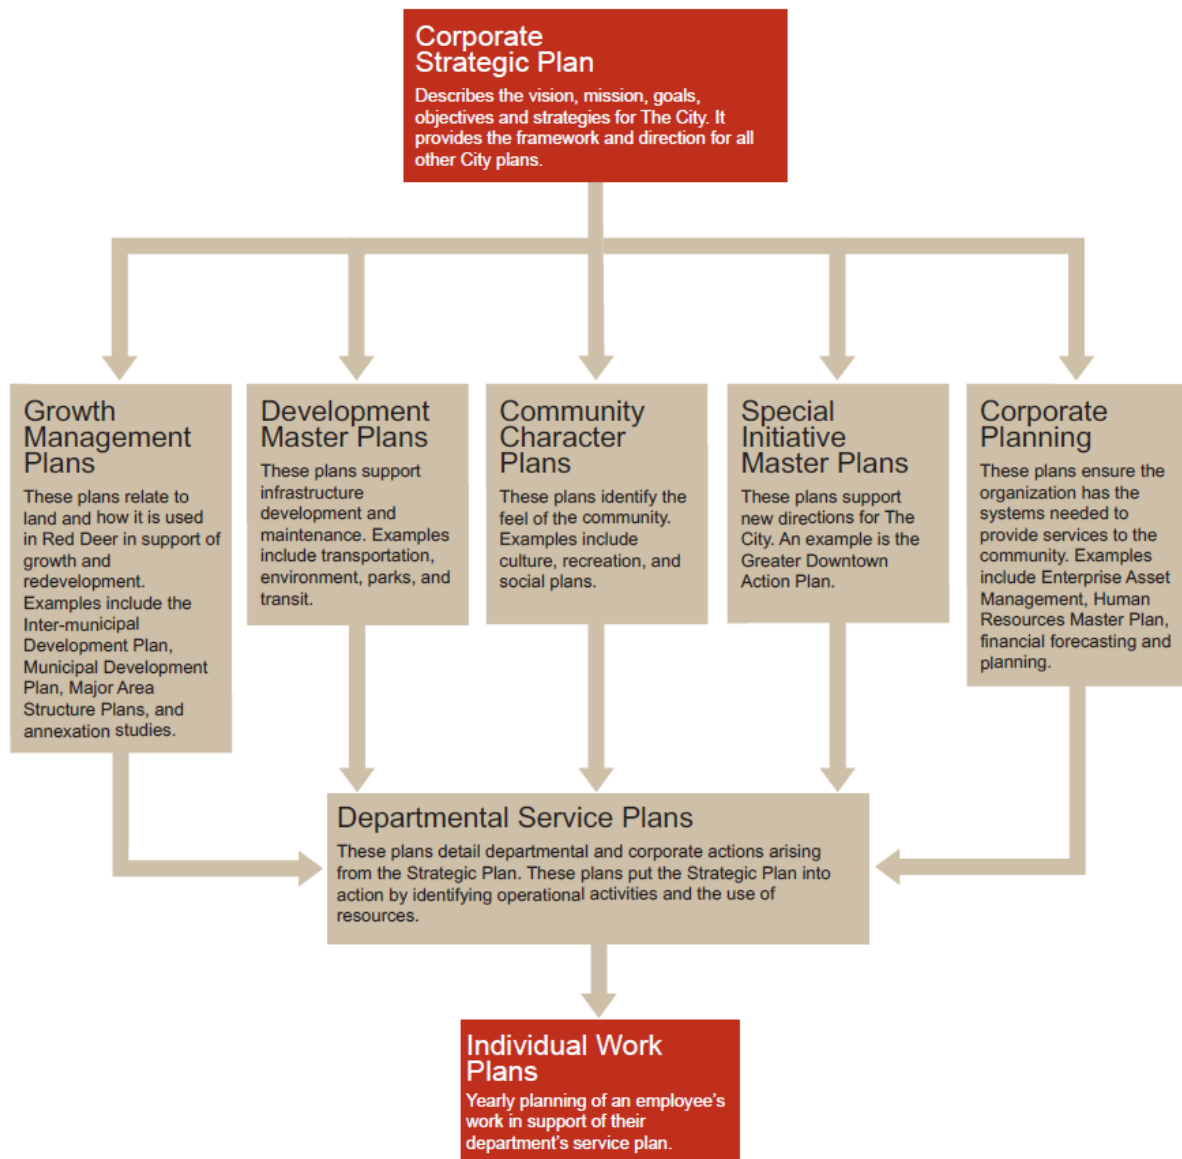 Corporate
Strategic Plan
Describes the vision, mission, goals,
objectives and strategies for The City. It
provides the framework and direction for all
other City plans.
Growth
Management
Plans
These plans relate to
land and how it is used
in Red Deer in support of
growth and
redevelopment.
Examples include the
Inter-municipal
Development Plan,
Municipal Development
Plan, Major Area
Structure Plans, and
annexation studies.
Development
Master Plans
These plans support
infrastructure
development and
maintenance. Examples
include transportation,
environment, parks, and
transit.
Community
Character
Plans
These plans identify the
feel of the community.
Examples include
culture, recreation, and
social plans.
Special
Initiative
Master Plans
These plans support
new directions for The
City. An example is the
Greater Downtown
Action Plan.
Corporate
Planning
These plans ensure the
organization has the
systems needed to
provide services to the
community. Examples
include Enterprise Asset
Management, Human
Resources Master Plan,
financial forecasting and
planning.
Departmental Service Plans
These plans detail departmental and corporate actions arising
from the Strategic Plan. These plans put the Strategic Plan into
action by identifying operational activities and the use of
resources.
Individual Work
Plans
Yearly planning of an employee's
work in support of their
department's service plan.